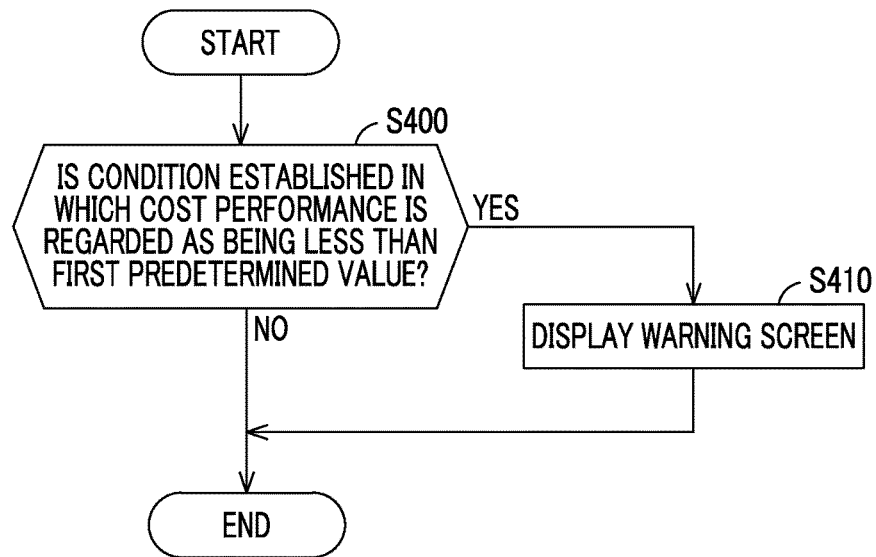 START
S400
IS CONDITION ESTABLISHED IN
WHICH COST PERFORMANCE IS
REGARDED AS BEING LESS THAN
FIRST PREDETERMINED VALUE?
YES
S410
NO
DISPLAY WARNING SCREEN
END